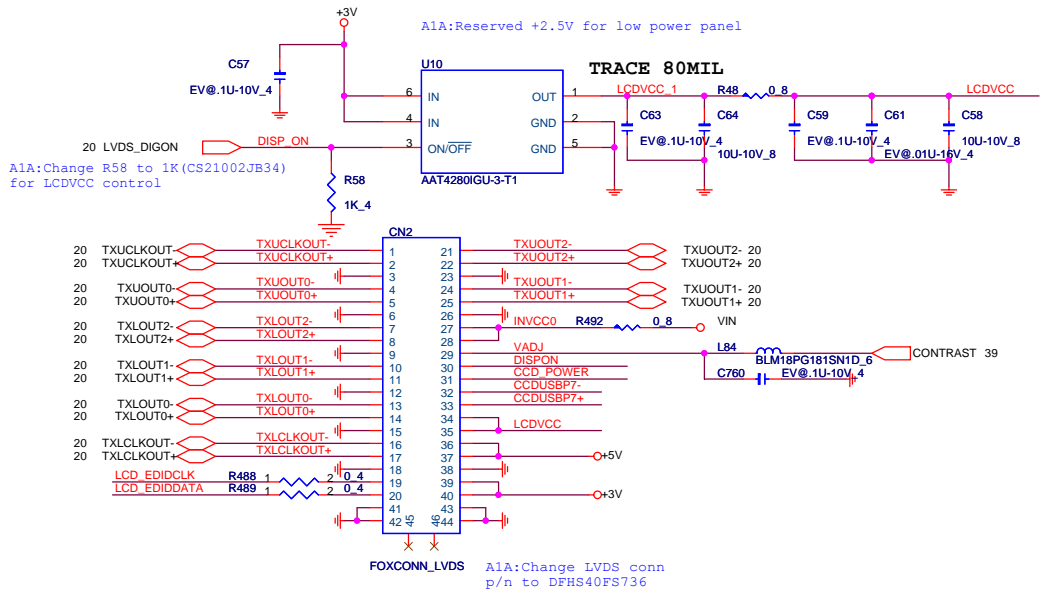 +3V
A1A:Reserved +2.5V for low power panel
C57
EV@.1U-10V_4
U10
TRACE 80MIL
6 IN OUT 1 LCDVCC_1 R48 0_8 LCDVCC
4 IN GND 2
3 ON/OFF GND 5
AAT4280IGU-3-T1
C63
EV@.1U-10V_4
C64
10U-10V_8
C59
EV@.1U-10V_4
C61
EV@.01U-16V_4
C58
10U-10V_8
20 LVDS_DIGON DISP_ON
A1A:Change R58 to 1K(CS21002JB34)
for LCDVCC control
R58
1K_4
CN2
20 TXUCLKOUT- TXUCLKOUT- 1
20 TXUCLKOUT+ TXUCLKOUT+ 2
3
20 TXUOUT0- TXUOUT0- 4
20 TXUOUT0+ TXUOUT0+ 5
6
20 TXLOUT2- TXLOUT2- 7
20 TXLOUT2+ TXLOUT2+ 8
9
20 TXLOUT1- TXLOUT1- 10
20 TXLOUT1+ TXLOUT1+ 11
12
20 TXLOUT0- TXLOUT0- 13
20 TXLOUT0+ TXLOUT0+ 14
15
20 TXLCLKOUT- TXLCLKOUT- 16
20 TXLCLKOUT+ TXLCLKOUT+ 17
18
LCD_EDIDCLK R488 1 2 0_4 19
LCD_EDIDDATA R489 1 2 0_4 20
41
42
45
46
21 TXUOUT2- TXUOUT2- 20
22 TXUOUT2+ TXUOUT2+ 20
23
24 TXUOUT1- TXUOUT1- 20
25 TXUOUT1+ TXUOUT1+ 20
26
27 INVCC0 R492 0_8 VIN
28
29 VADJ L84 CONTRAST 39
BLM18PG181SN1D_6
30 DISPON
31 CCD_POWER C760 EV@.1U-10V_4
32 CCDUSBP7-
33 CCDUSBP7+
34
35 LCDVCC
36
37 +5V
38
39
40 +3V
43
44
FOXCONN_LVDS
A1A:Change LVDS conn
p/n to DFHS40FS736